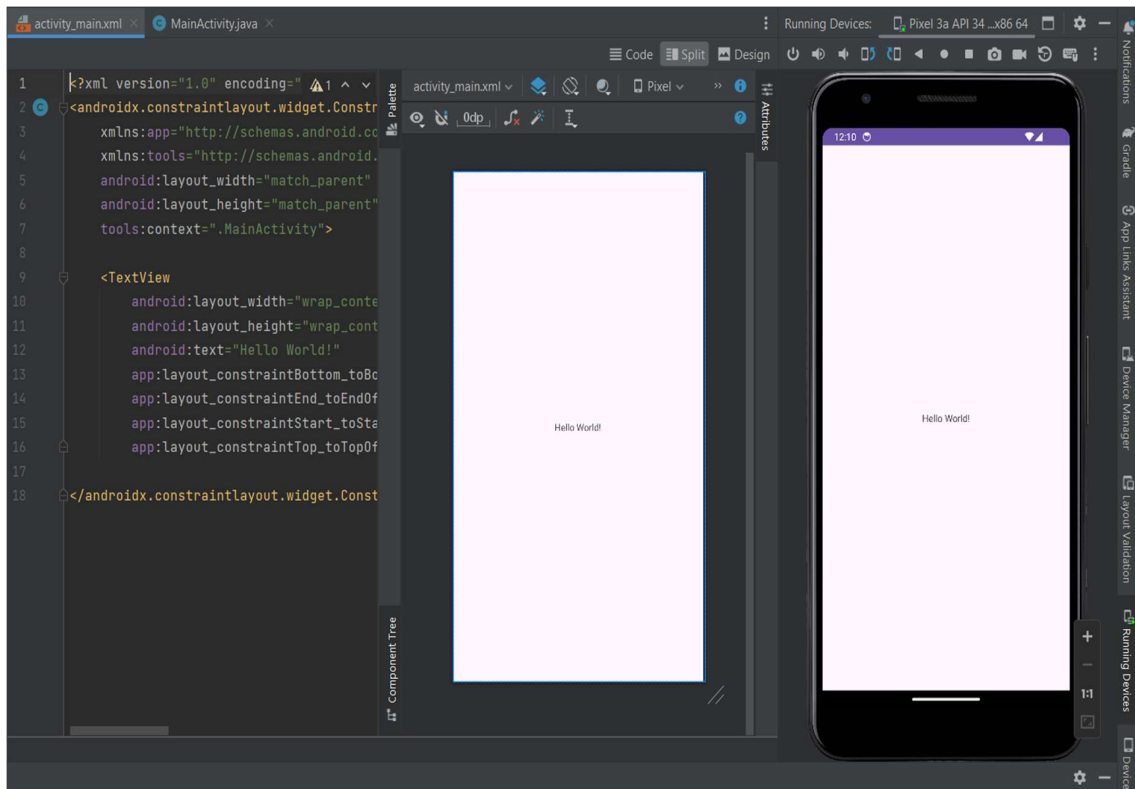 activity_main.xml
MainActivity.java
Running Devices:
Pixel 3a API 34 ...x86 64
Code
Split
Design
1 <?xml version="1.0" encoding="
1
2 <androidx.constraintlayout.widget.Constr
3 xmlns:app="http://schemas.android.co
4 xmlns:tools="http://schemas.android.
5 android:layout_width="match_parent"
6 android:layout_height="match_parent"
7 tools:context=".MainActivity">
8
9 <TextView
10 android:layout_width="wrap_conte
11 android:layout_height="wrap_cont
12 android:text="Hello World!"
13 app:layout_constraintBottom_toBo
14 app:layout_constraintEnd_toEndOf
15 app:layout_constraintStart_toSta
16 app:layout_constraintTop_toTopOf
17
18 </androidx.constraintlayout.widget.Const
Palette
Component Tree
activity_main.xml
Pixel
»
0dp
Attributes
Hello World!
12:10
Hello World!
1:1
Notifications
Gradle
App Links Assistant
Device Manager
Layout Validation
Running Devices
Device